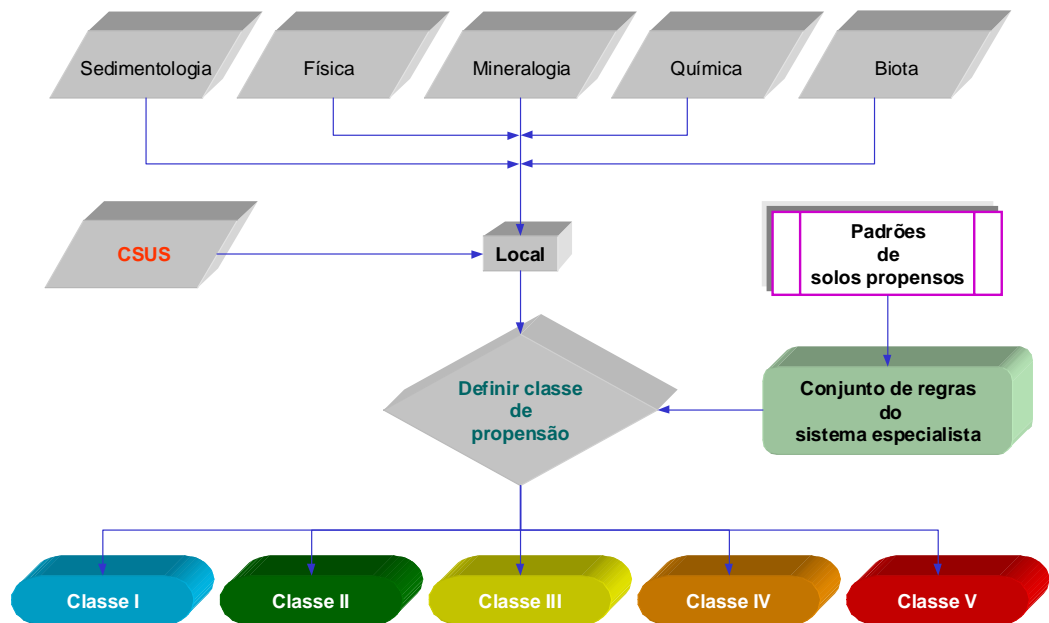 Sedimentologia
Física
Mineralogia
Química
Biota
CSUS
Local
Padrões
de
solos propensos
Definir classe
de
propensão
Conjunto de regras
do
sistema especialista
Classe I
Classe II
Classe III
Classe IV
Classe V